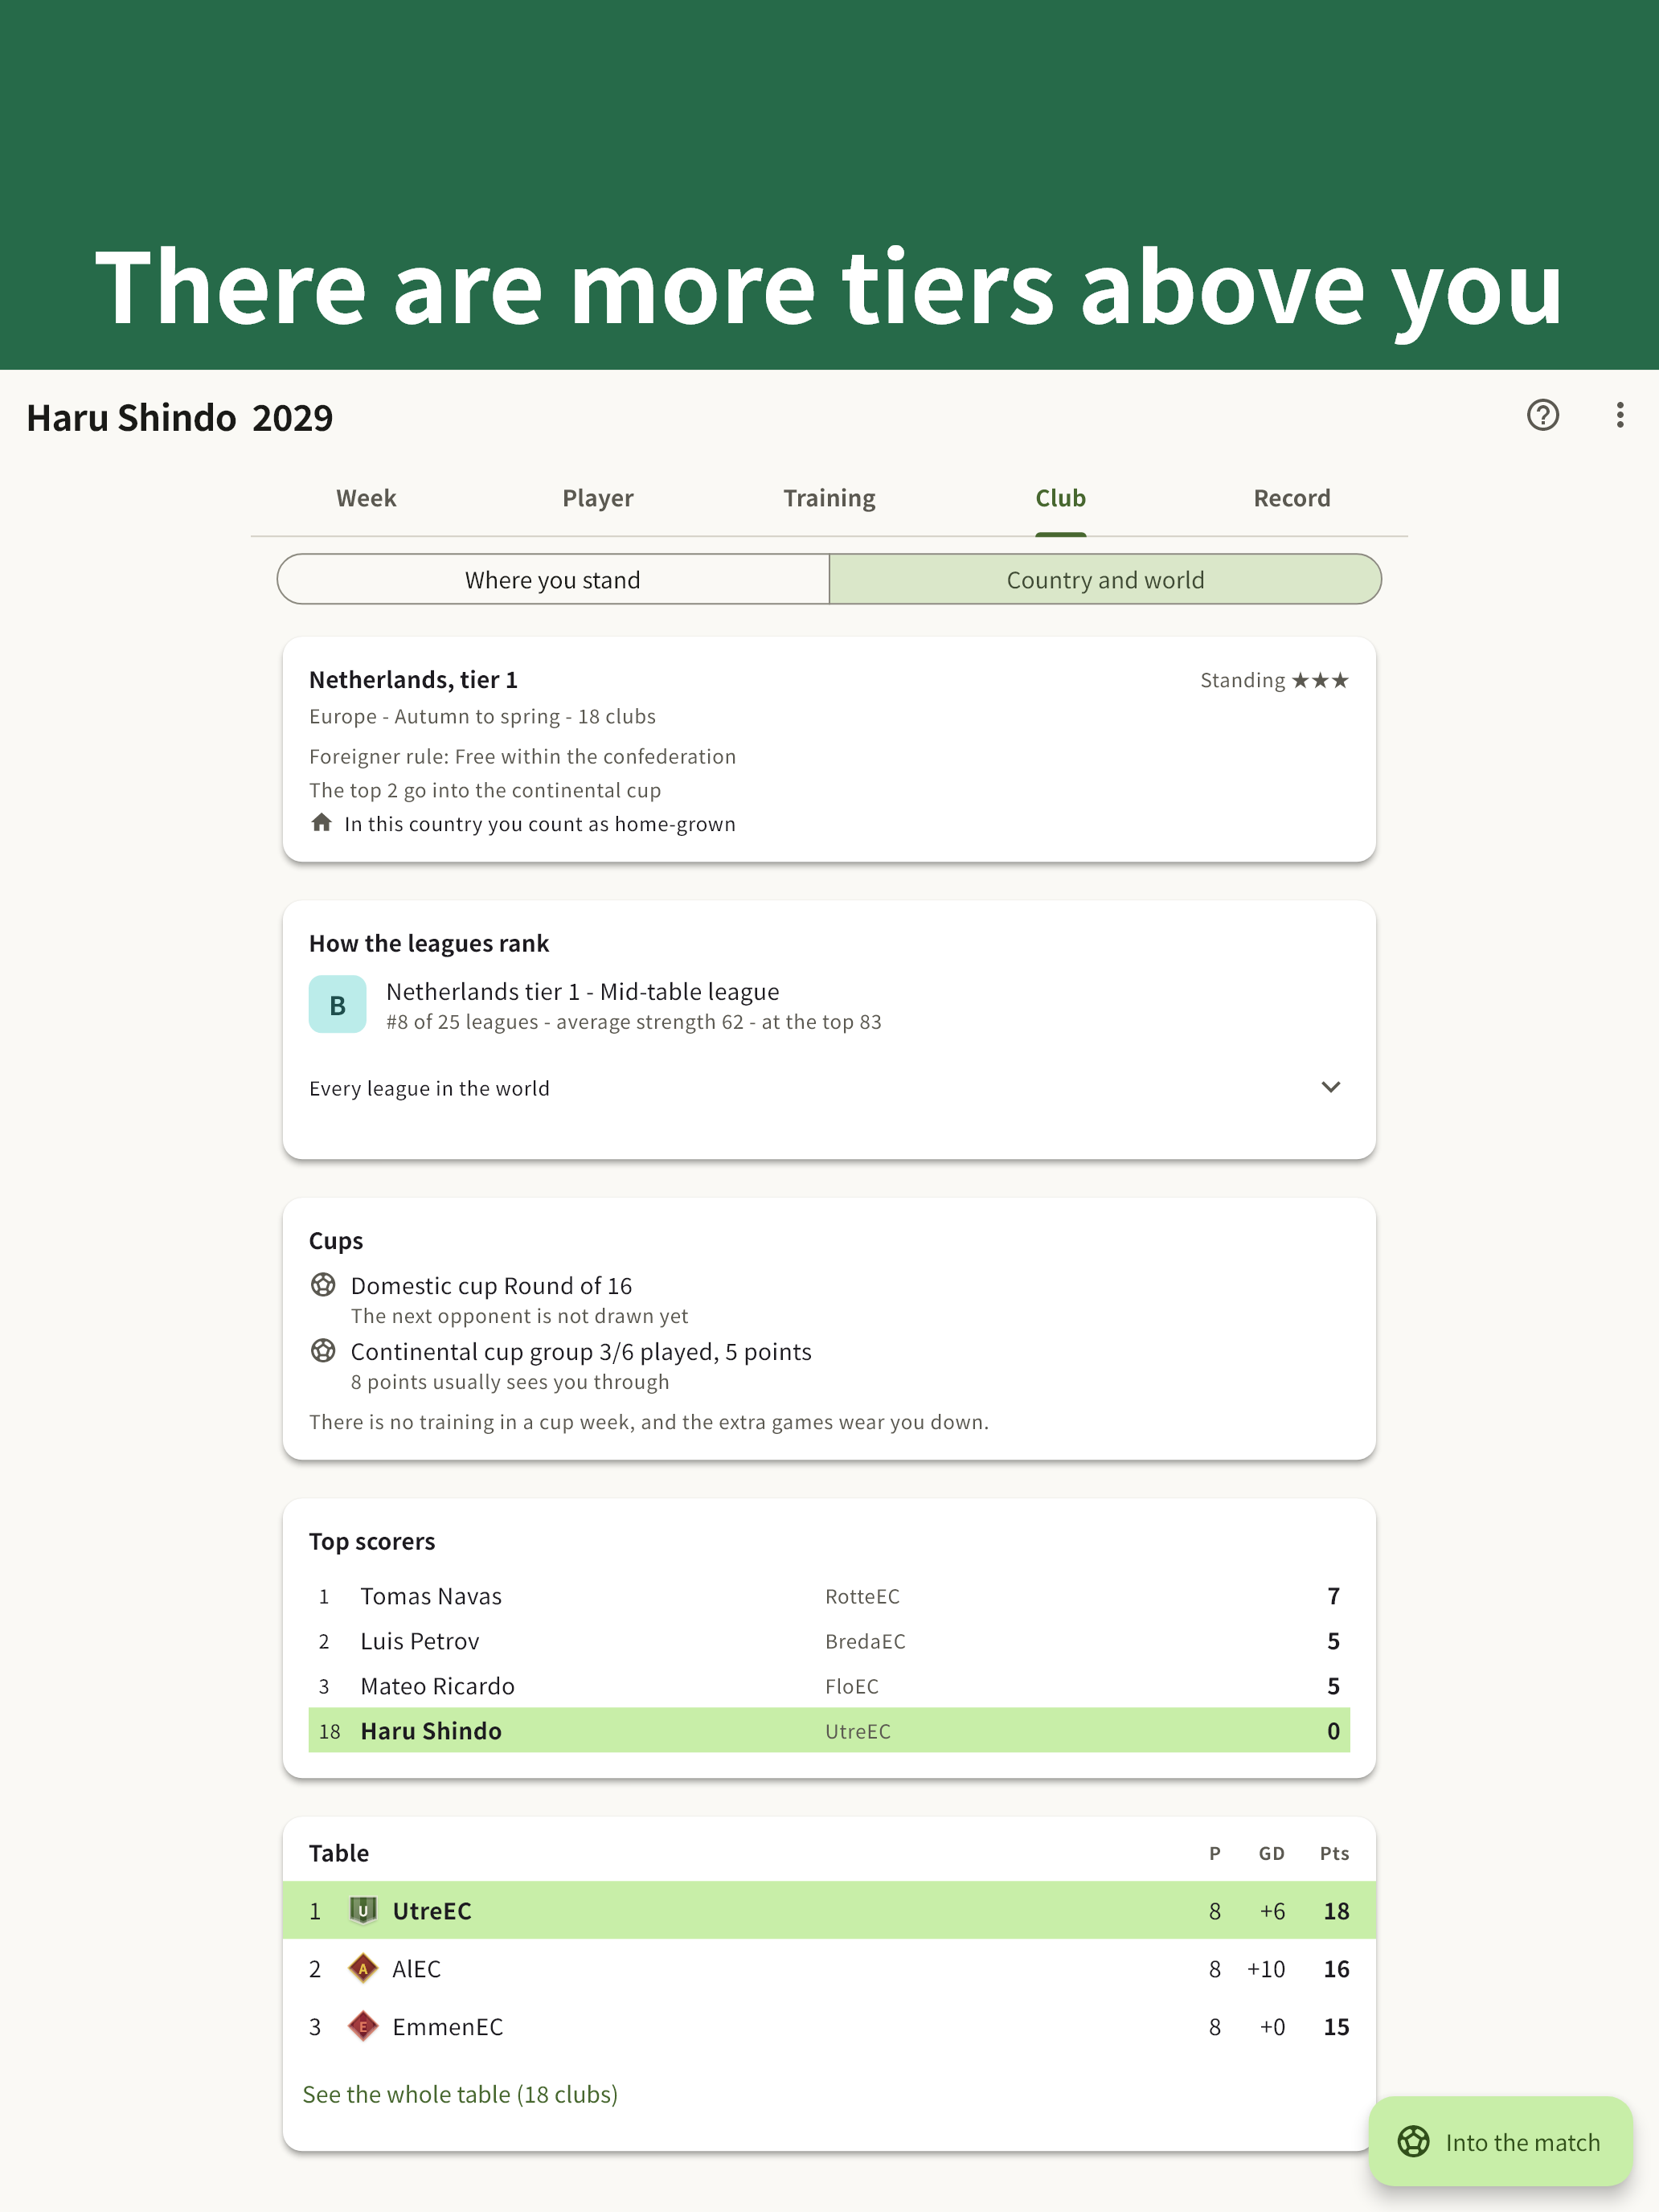 There are more tiers above you
Haru Shindo 2029
Week Player Training Club Record
Where you stand Country and world
Netherlands, tier 1 Standing ★★★
Europe - Autumn to spring - 18 clubs
Foreigner rule: Free within the confederation
The top 2 go into the continental cup
In this country you count as home-grown
How the leagues rank
B Netherlands tier 1 - Mid-table league
#8 of 25 leagues - average strength 62 - at the top 83
Every league in the world
Cups
Domestic cup Round of 16
The next opponent is not drawn yet
Continental cup group 3/6 played, 5 points
8 points usually sees you through
There is no training in a cup week, and the extra games wear you down.
Top scorers
1 Tomas Navas RotteEC 7
2 Luis Petrov BredaEC 5
3 Mateo Ricardo FloEC 5
18 Haru Shindo UtreEC 0
Table P GD Pts
1 U UtreEC 8 +6 18
2 A AlEC 8 +10 16
3 E EmmenEC 8 +0 15
See the whole table (18 clubs)
Into the match